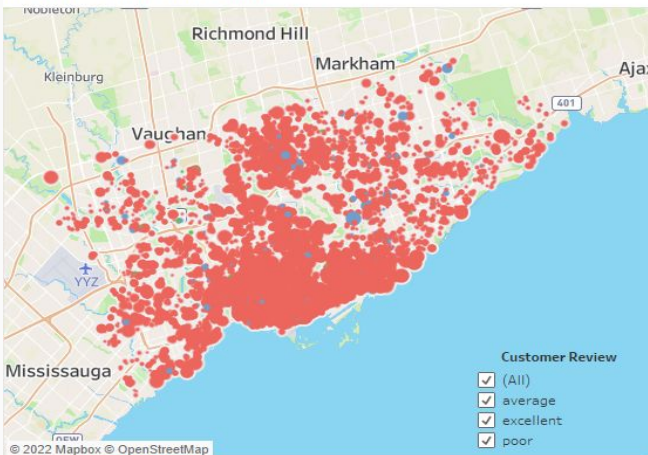 Nobleton
Richmond Hill
Markham
Ajax
Kleinburg
401
Vaughan
YYZ
Mississauga
Customer Review
(All)
average
excellent
poor
QEW
© 2022 Mapbox © OpenStreetMap